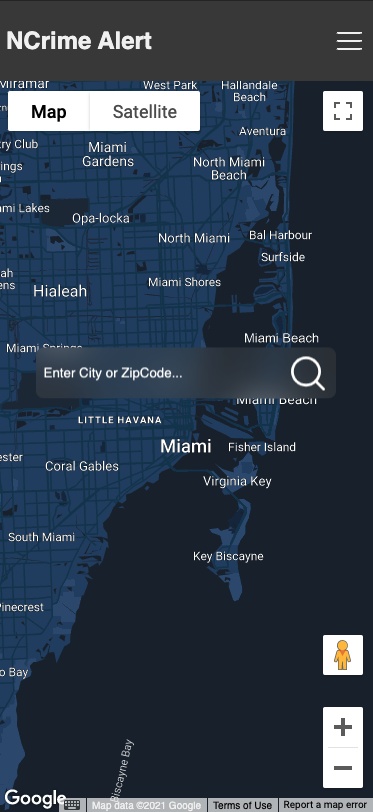 NCrime Alert
Miramar
West Park
Hallandale
Beach
Map
Satellite
Aventura
Miami
Gardens
North Miami
Beach
Opa-locka
North Miami
Bal Harbour
Surfside
Hialeah
Miami Shores
Miami Springs
Miami Beach
Enter City or ZipCode...
Miami Beach
LITTLE HAVANA
Miami
Fisher Island
Coral Gables
Virginia Key
South Miami
Key Biscayne
Pinecrest
Biscayne Bay
Google
Map data ©2021 Google
Terms of Use
Report a map error